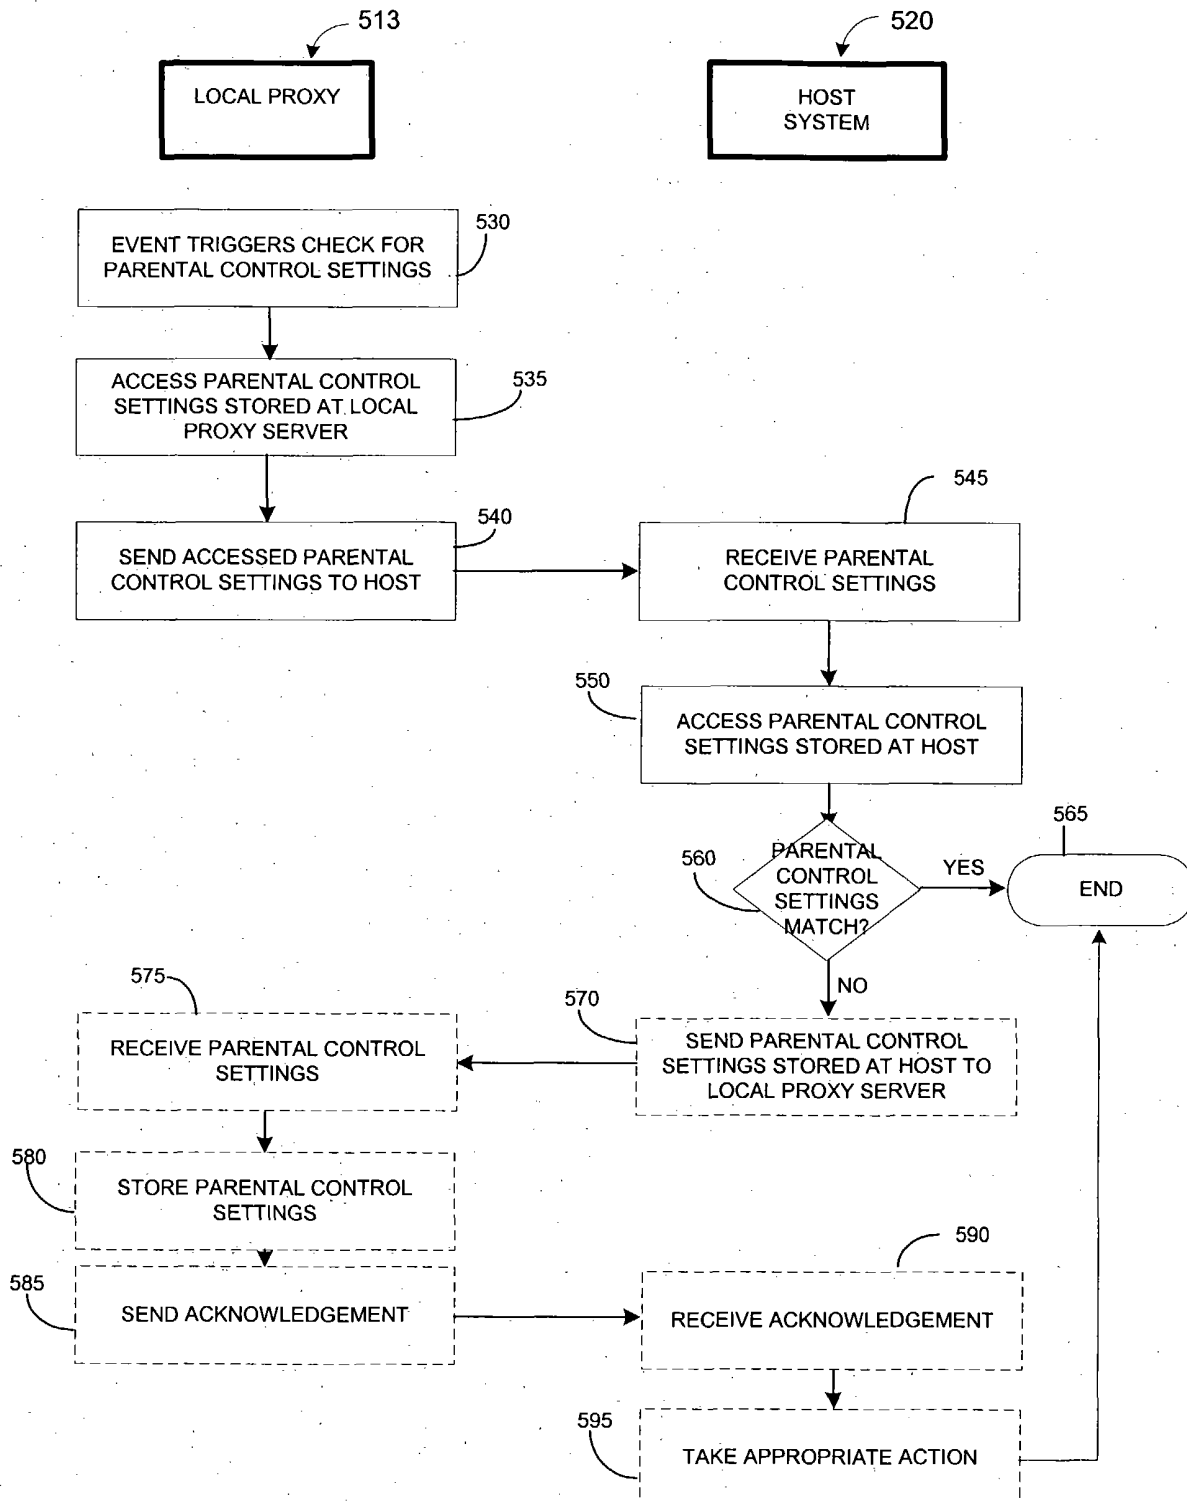 513
520
LOCAL PROXY
HOST
SYSTEM
530
EVENT TRIGGERS CHECK FOR
PARENTAL CONTROL SETTINGS
535
ACCESS PARENTAL CONTROL
SETTINGS STORED AT LOCAL
PROXY SERVER
540
SEND ACCESSED PARENTAL
CONTROL SETTINGS TO HOST
545
RECEIVE PARENTAL
CONTROL SETTINGS
550
ACCESS PARENTAL CONTROL
SETTINGS STORED AT HOST
560
PARENTAL
CONTROL
SETTINGS
MATCH?
YES
565
END
NO
570
SEND PARENTAL CONTROL
SETTINGS STORED AT HOST TO
LOCAL PROXY SERVER
575
RECEIVE PARENTAL CONTROL
SETTINGS
580
STORE PARENTAL CONTROL
SETTINGS
585
SEND ACKNOWLEDGEMENT
590
RECEIVE ACKNOWLEDGEMENT
595
TAKE APPROPRIATE ACTION